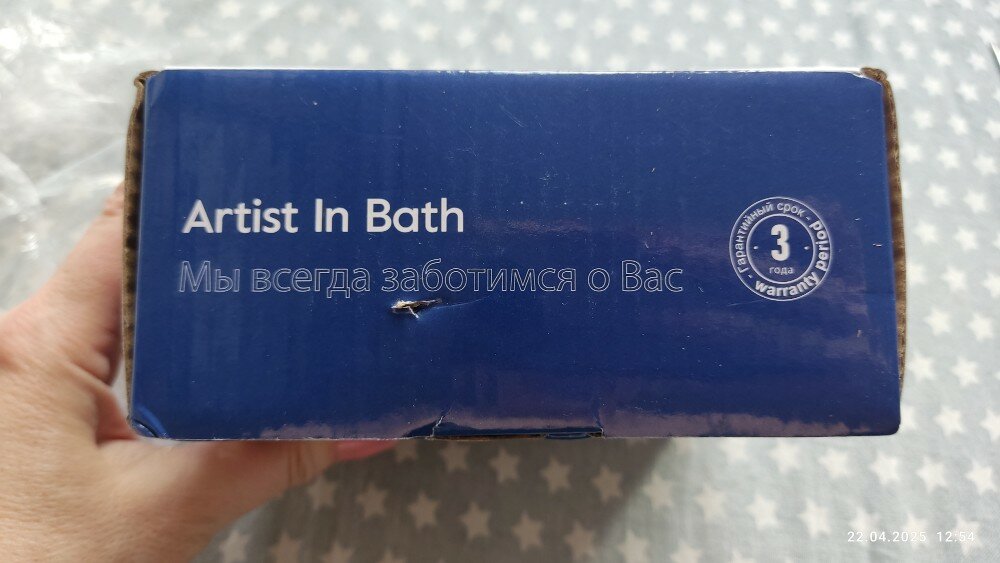 Artist In Bath
Мы всегда заботимся о Вас
Гарантийный срок
3
года
warranty period
22.04.2025 12:54